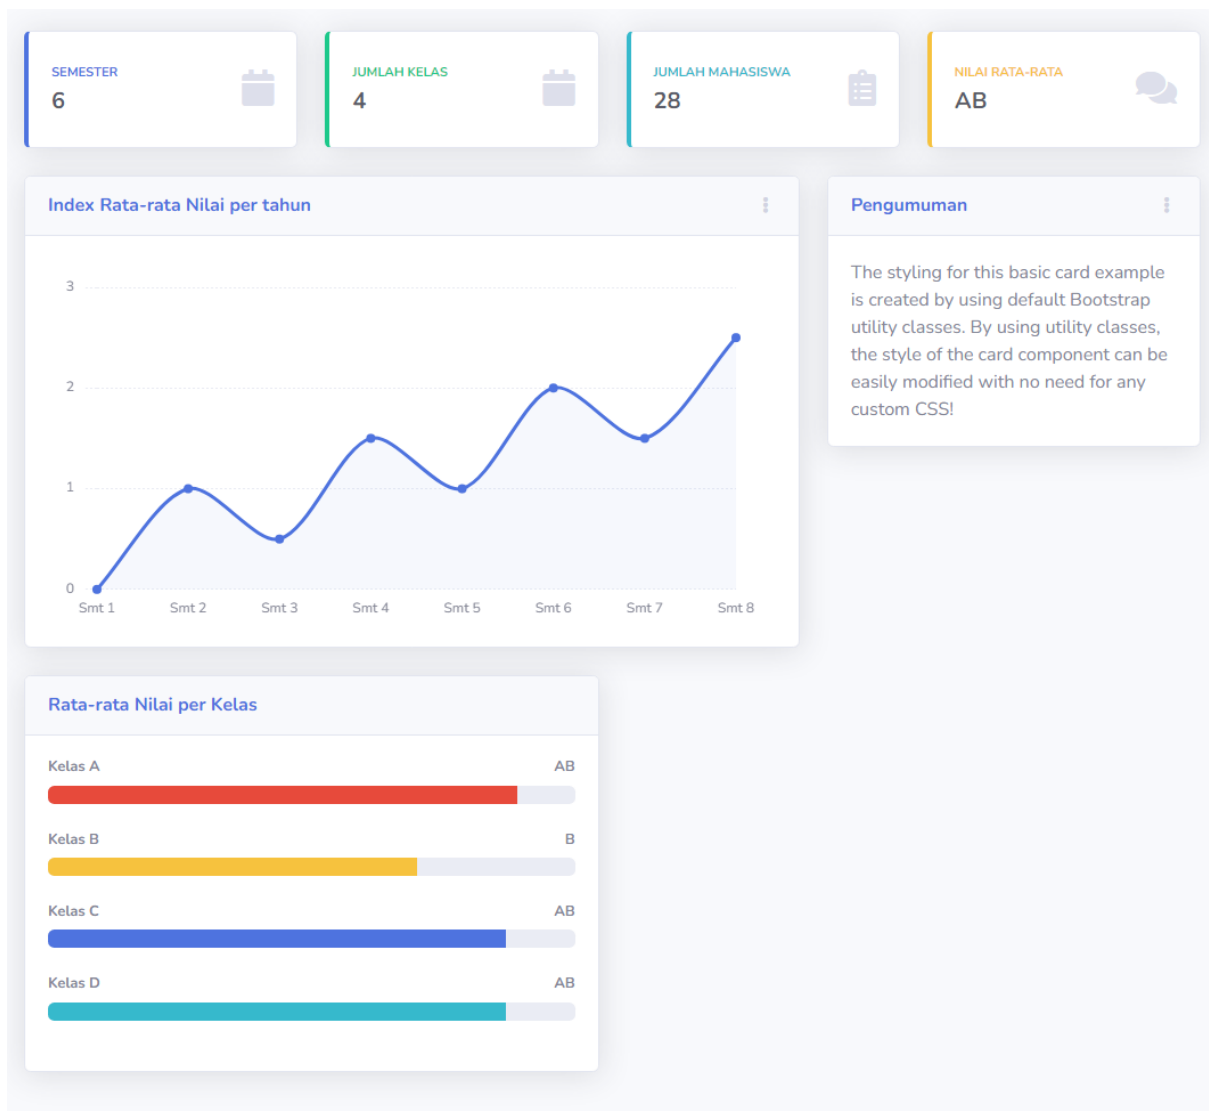 SEMESTER
6
JUMLAH KELAS
4
JUMLAH MAHASISWA
28
NILAI RATA-RATA
AB
Index Rata-rata Nilai per tahun
3
2
1
0
Smt 1 Smt 2 Smt 3 Smt 4 Smt 5 Smt 6 Smt 7 Smt 8
Pengumuman
The styling for this basic card example
is created by using default Bootstrap
utility classes. By using utility classes,
the style of the card component can be
easily modified with no need for any
custom CSS!
Rata-rata Nilai per Kelas
Kelas A AB
Kelas B B
Kelas C AB
Kelas D AB